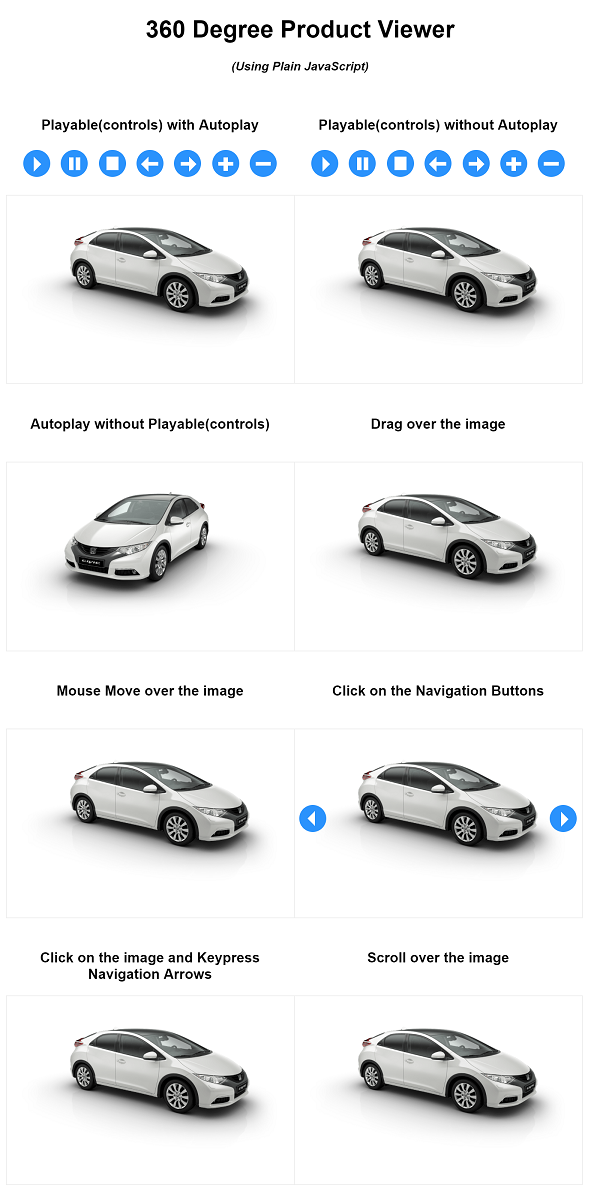 360 Degree Product Viewer
(Using Plain JavaScript)
Playable(controls) with Autoplay
Playable(controls) without Autoplay
Autoplay without Playable(controls)
Drag over the image
Mouse Move over the image
Click on the Navigation Buttons
Click on the image and Keypress
Navigation Arrows
Scroll over the image